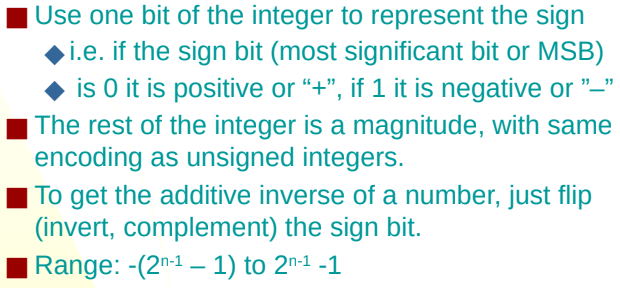 Use one bit of the integer to represent the sign
i.e. if the sign bit (most significant bit or MSB)
is 0 it is positive or “+”, if 1 it is negative or ”–”
The rest of the integer is a magnitude, with same
encoding as unsigned integers.
To get the additive inverse of a number, just flip
(invert, complement) the sign bit.
Range: -(2ⁿ⁻¹ – 1) to 2ⁿ⁻¹ -1